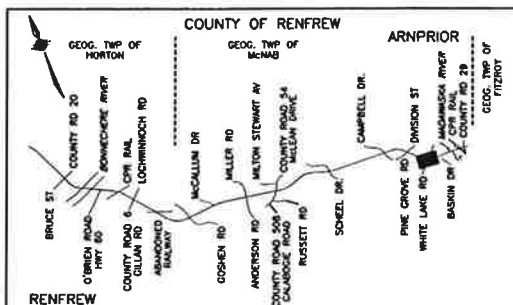 COUNTY OF RENFREW
GEOG. TWP OF
HORTON
GEOG. TWP OF
McNAB
ARNPRIOR
GEOG. TWP OF
FITZROY
COUNTY RD 20
BONNECHERE RIVER
CPR RAIL
LOCHWINNOCH RD
McCALLUM DR
MILLER RD
MILTON STEWART AV
COUNTY ROAD 54
McLEAN DRIVE
CAMPBELL DR.
DIVISION ST
MADAWASKA RIVER
CPR RAIL
COUNTY RD 29
BRUCE ST
O'BRIEN ROAD
HWY 60
COUNTY ROAD 6
GILLAN RD
ABANDONED
RAILWAY
GOSHEN RD
ANDERSON RD
COUNTY ROAD 508
CALABOGIE ROAD
RUSSETT RD
SCHEEL DR.
PINE GROVE RD
WHITE LAKE RD
BASKIN DR
RENFREW